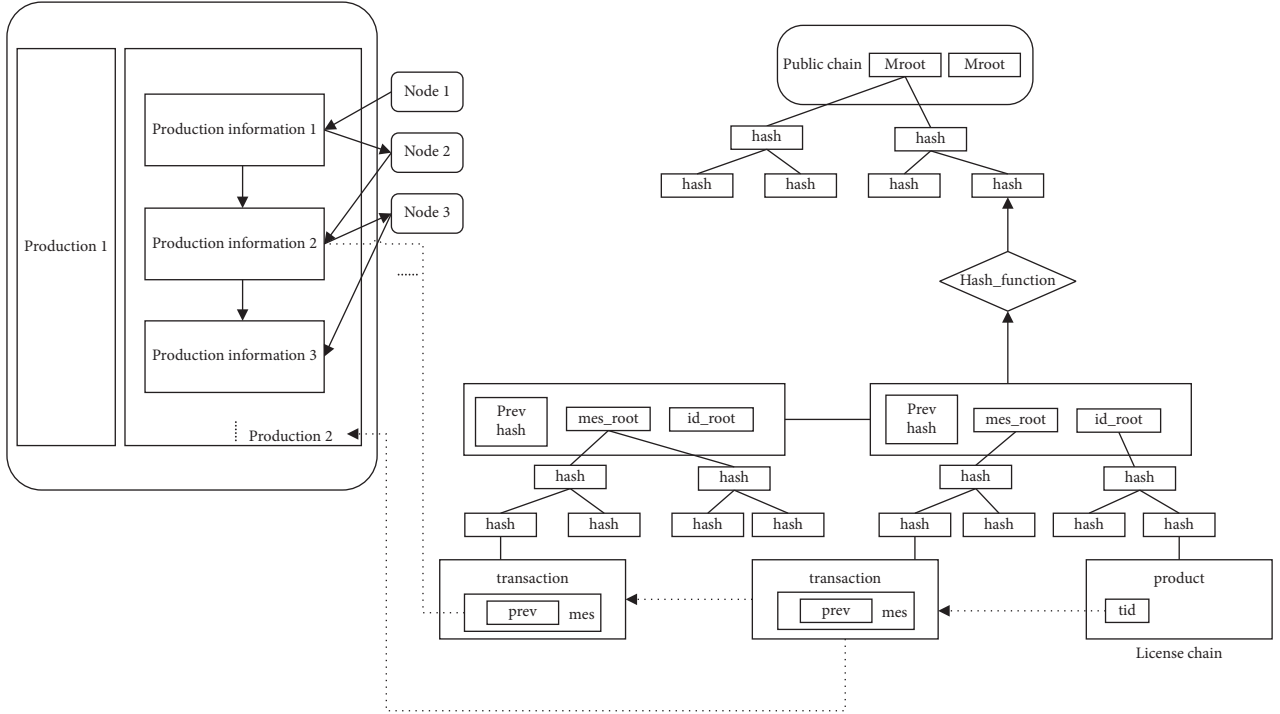 Production 1
Production information 1
Production information 2
Production information 3
Production 2
Node 1
Node 2
Node 3
......
Public chain
Mroot
Mroot
hash
hash
hash
hash
hash
hash
Hash_function
Prev
hash
mes_root
id_root
Prev
hash
mes_root
id_root
hash
hash
hash
hash
hash
hash
hash
hash
hash
hash
hash
hash
transaction
prev
mes
transaction
prev
mes
product
tid
License chain